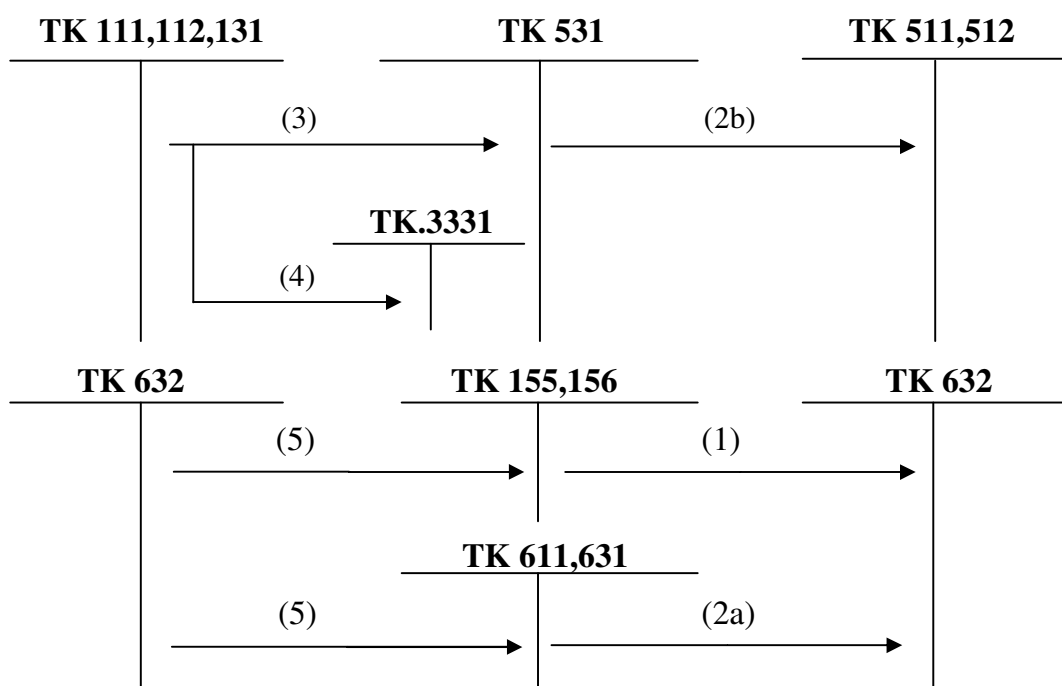 TK 111,112,131 TK 531 TK 511,512
(3) (2b)
TK.3331
(4)
TK 632 TK 155,156 TK 632
(5) (1)
TK 611,631
(5) (2a)